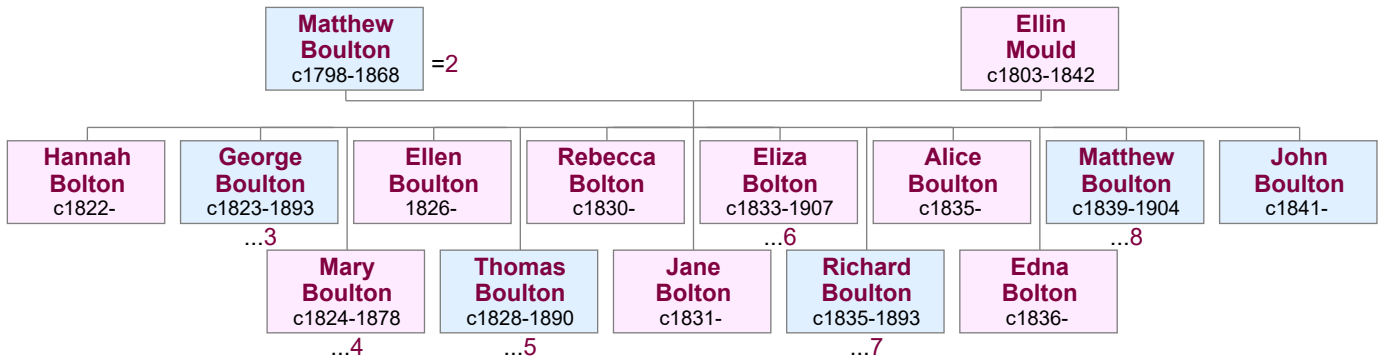 Matthew
Boulton
c1798-1868
=2
Ellin
Mould
c1803-1842
Hannah
Bolton
c1822-
George
Boulton
c1823-1893
...3
Ellen
Boulton
1826-
Rebecca
Bolton
c1830-
Eliza
Bolton
c1833-1907
...6
Alice
Boulton
c1835-
Matthew
Boulton
c1839-1904
...8
John
Boulton
c1841-
Mary
Boulton
c1824-1878
...4
Thomas
Boulton
c1828-1890
...5
Jane
Bolton
c1831-
Richard
Boulton
c1835-1893
...7
Edna
Bolton
c1836-